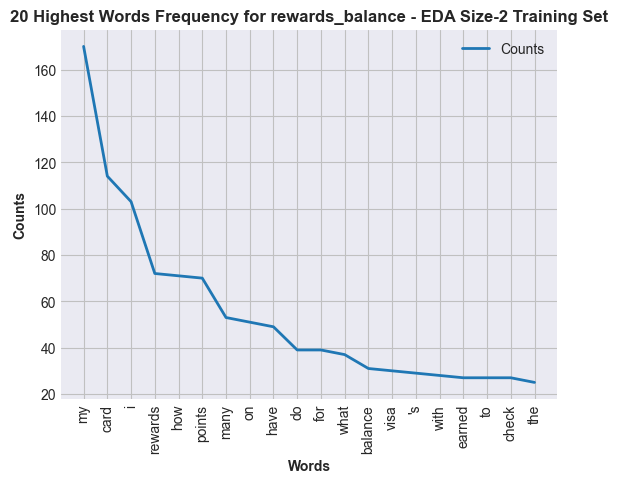 20 Highest Words Frequency for rewards_balance - EDA Size-2 Training Set
Counts
Counts
160
140
120
100
80
60
40
20
my
card
i
rewards
how
points
many
on
have
do
for
what
balance
visa
's
with
earned
to
check
the
Words